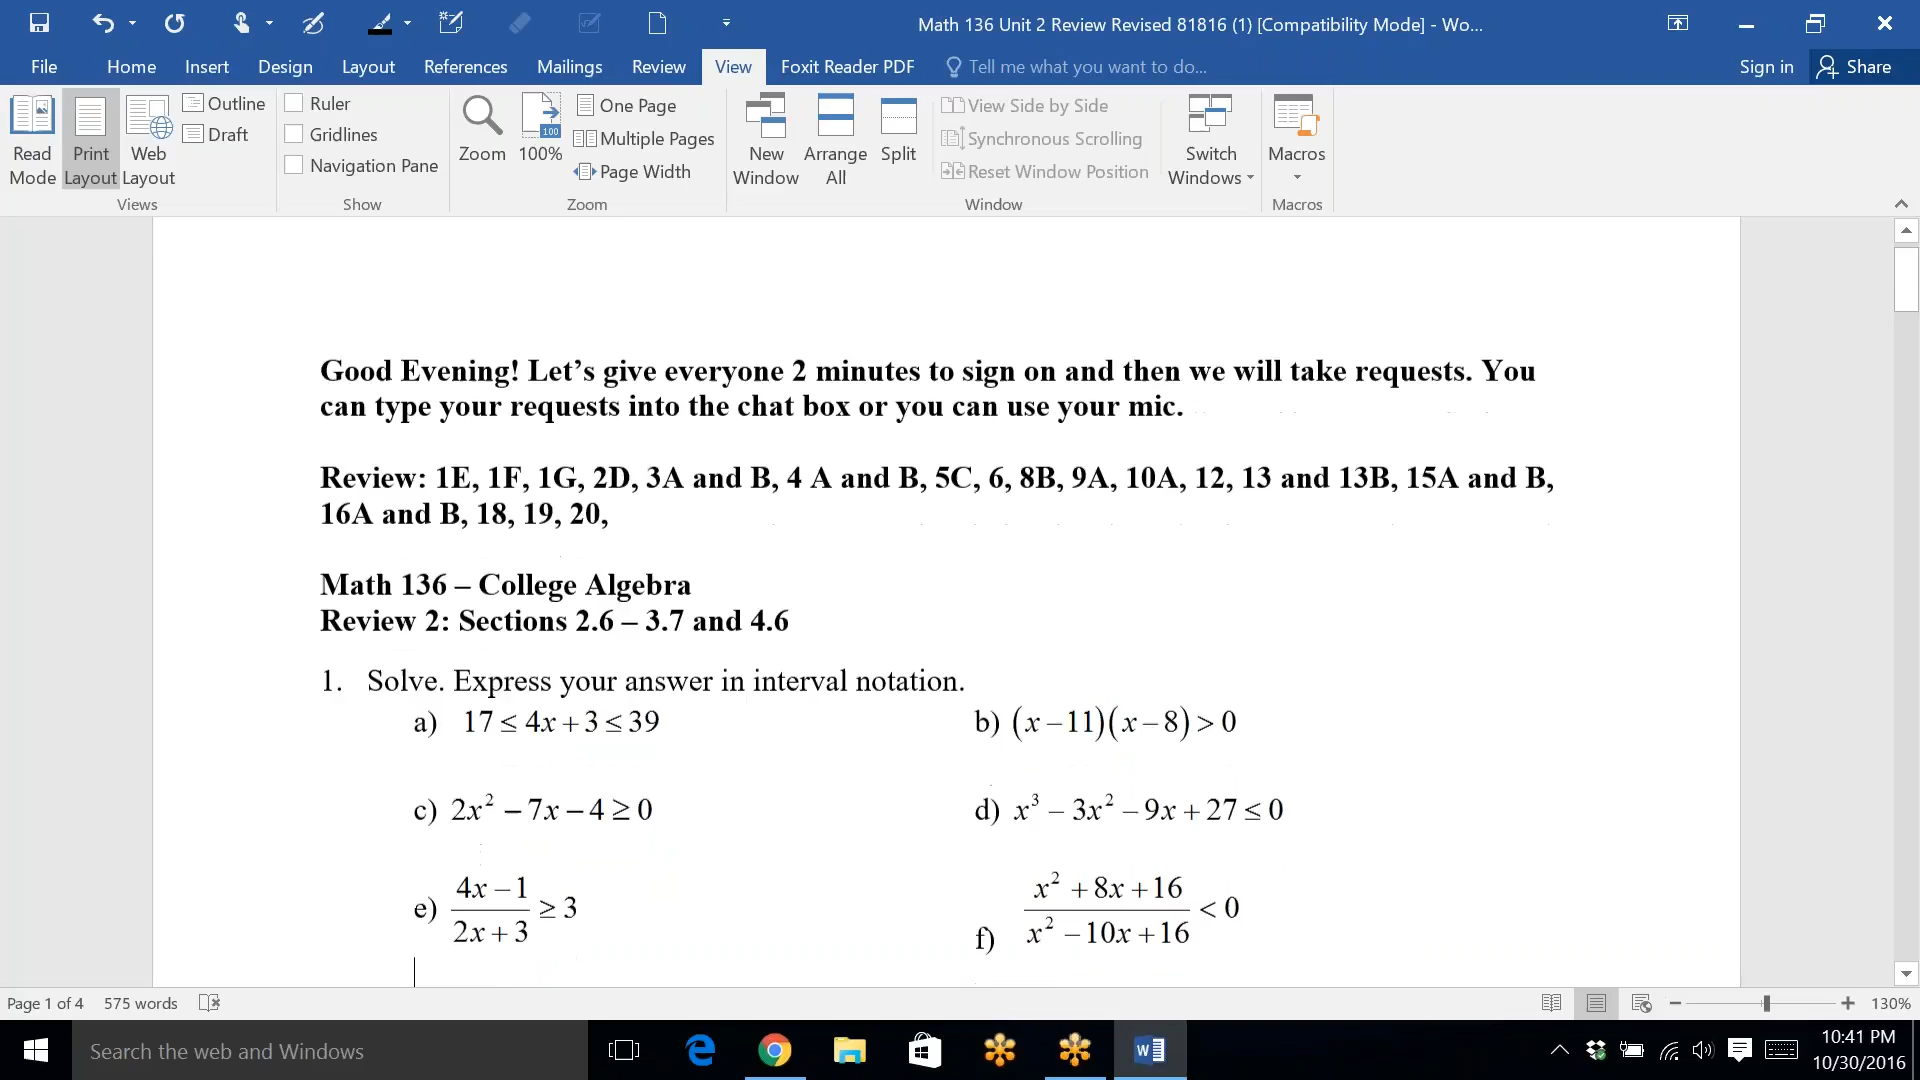 Math 136 Unit 2 Review Revised 81816 (1) [Compatibility Mode] - Wo...
File Home Insert Design Layout References Mailings Review View Foxit Reader PDF Tell me what you want to do... Sign in Share
Read Mode
Print Layout
Web Layout
Outline
Draft
Views
Ruler
Gridlines
Navigation Pane
Show
Zoom
100
100%
One Page
Multiple Pages
Page Width
Zoom
New Window
Arrange All
Split
View Side by Side
Synchronous Scrolling
Reset Window Position
Window
Switch Windows
Macros
Macros
Good Evening! Let’s give everyone 2 minutes to sign on and then we will take requests. You
can type your requests into the chat box or you can use your mic.
Review: 1E, 1F, 1G, 2D, 3A and B, 4 A and B, 5C, 6, 8B, 9A, 10A, 12, 13 and 13B, 15A and B,
16A and B, 18, 19, 20,
Math 136 – College Algebra
Review 2: Sections 2.6 – 3.7 and 4.6
1. Solve. Express your answer in interval notation.
a) 17 ≤ 4x + 3 ≤ 39
b) (x − 11)(x − 8) > 0
c) 2x² − 7x − 4 ≥ 0
d) x³ − 3x² − 9x + 27 ≤ 0
e) (4x − 1)/(2x + 3) ≥ 3
f) (x² + 8x + 16)/(x² − 10x + 16) < 0
Page 1 of 4 575 words 130%
Search the web and Windows
10:41 PM
10/30/2016